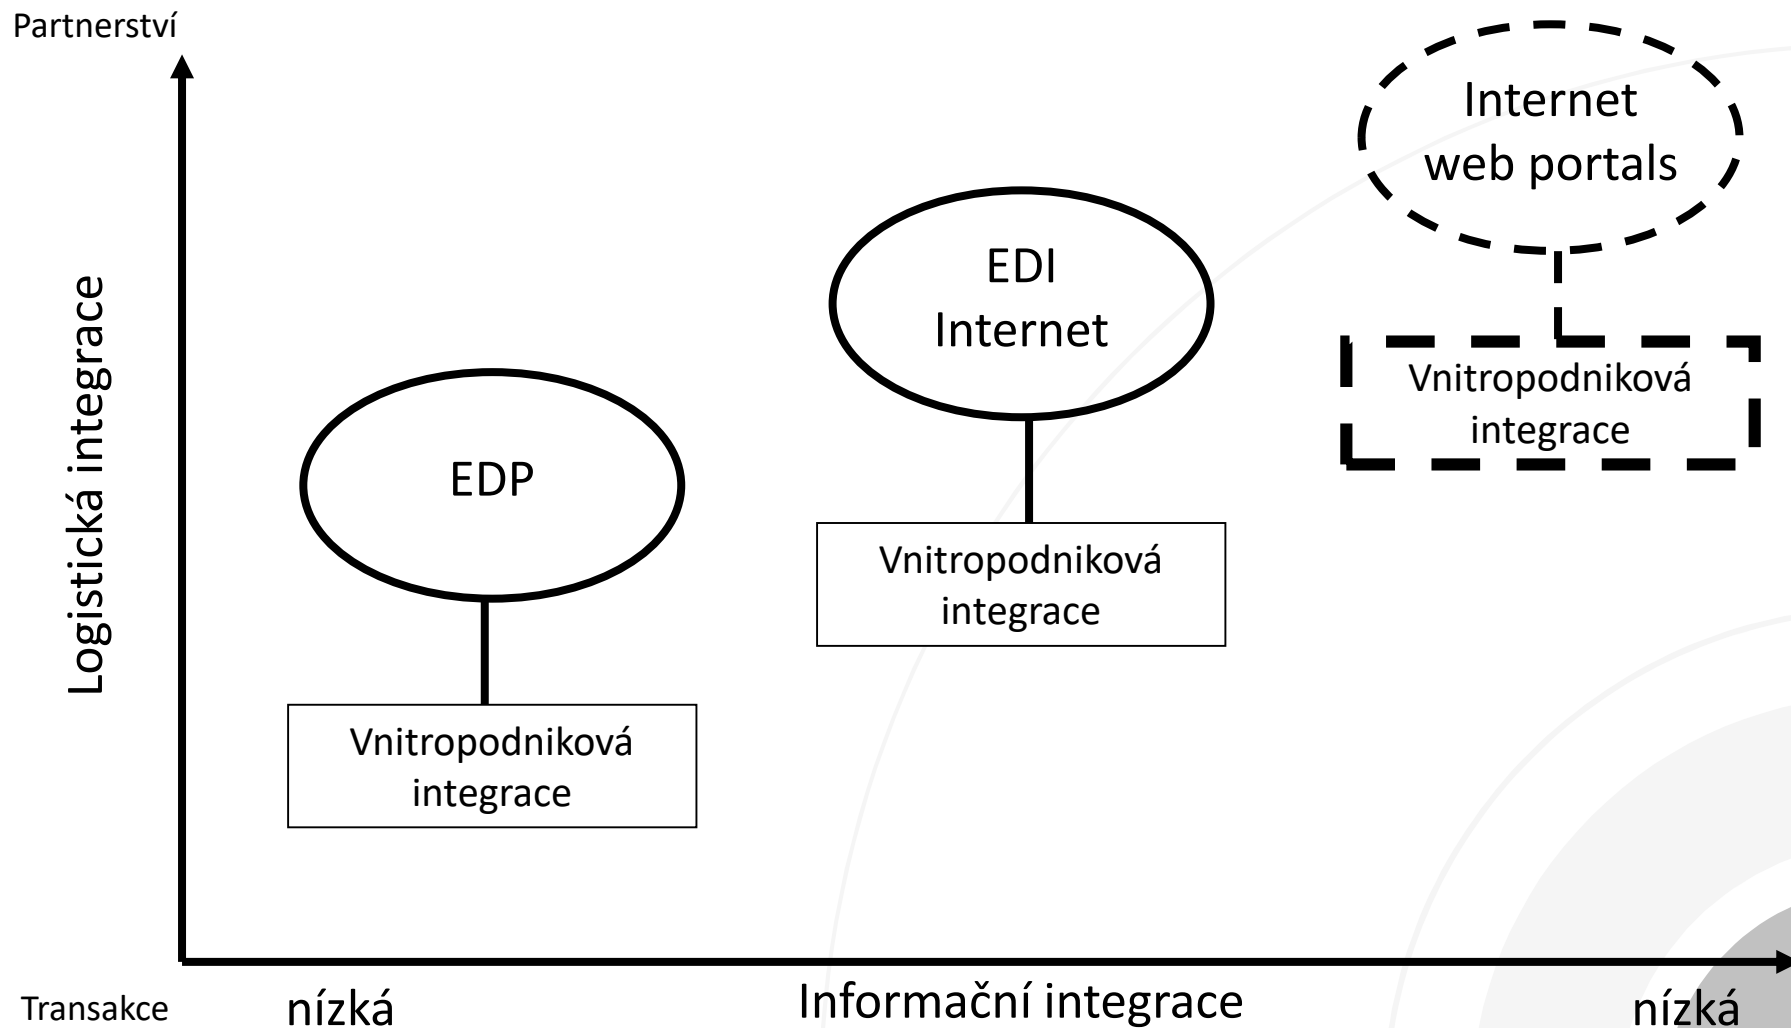 Partnerství
Internet
web portals
EDI
Internet
Vnitropodniková
integrace
Logistická integrace
EDP
Vnitropodniková
integrace
Vnitropodniková
integrace
Transakce
nízká
Informační integrace
nízká